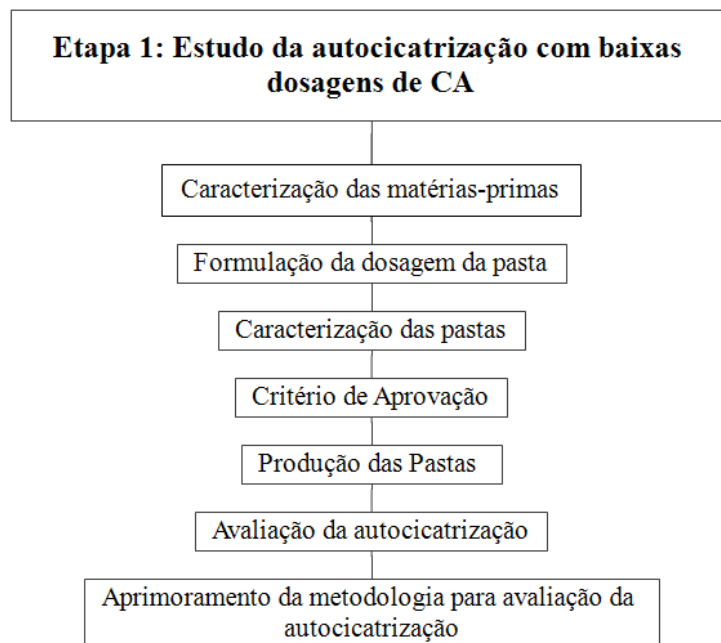 Etapa 1: Estudo da autocicatrização com baixas
dosagens de CA
Caracterização das matérias-primas
Formulação da dosagem da pasta
Caracterização das pastas
Critério de Aprovação
Produção das Pastas
Avaliação da autocicatrização
Aprimoramento da metodologia para avaliação da
autocicatrização